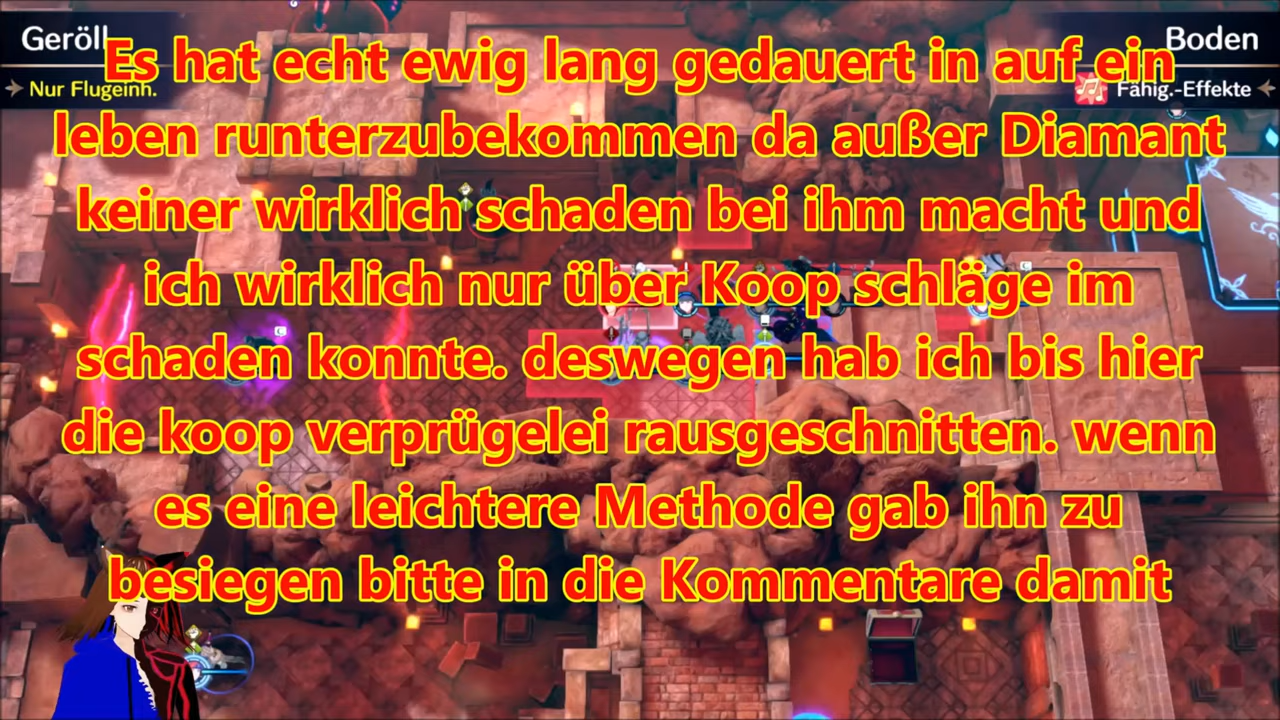 Geröll
Boden
Nur Flugeinh.
Fähig.-Effekte
Es hat echt ewig lang gedauert in auf ein
leben runterzubekommen da außer Diamant
keiner wirklich schaden bei ihm macht und
ich wirklich nur über Koop schläge im
schaden konnte. deswegen hab ich bis hier
die koop verprügelei rausgeschnitten. wenn
es eine leichtere Methode gab ihn zu
besiegen bitte in die Kommentare damit